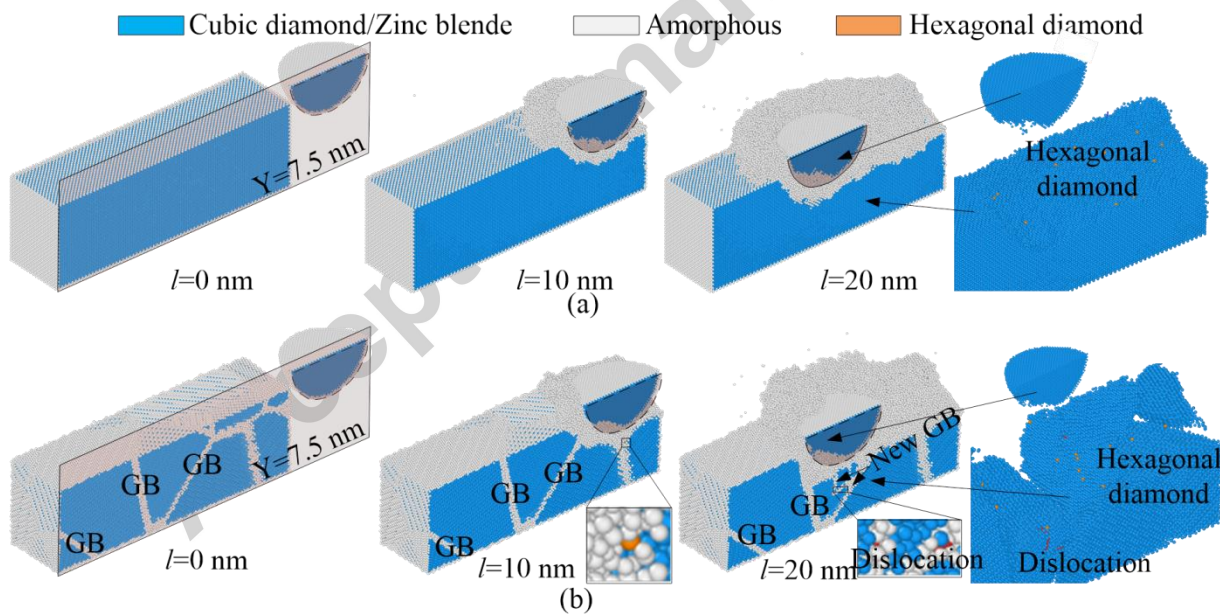 Cubic diamond/Zinc blende
Amorphous
Hexagonal diamond
Y=7.5 nm
l=0 nm
l=10 nm
l=20 nm
Hexagonal
diamond
(a)
GB
GB
GB
Y=7.5 nm
l=0 nm
GB
GB
GB
l=10 nm
New GB
GB
GB
Dislocation
l=20 nm
Hexagonal
diamond
Dislocation
(b)